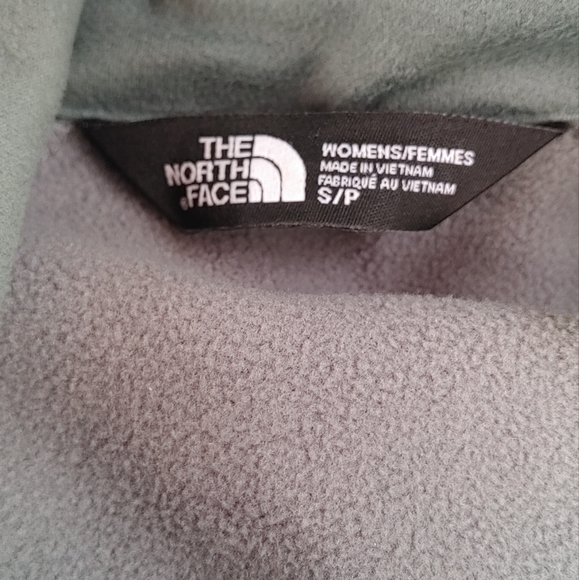 THE
NORTH
FACE
WOMENS/FEMMES
MADE IN VIETNAM
FABRIQUÉ AU VIETNAM
S/P